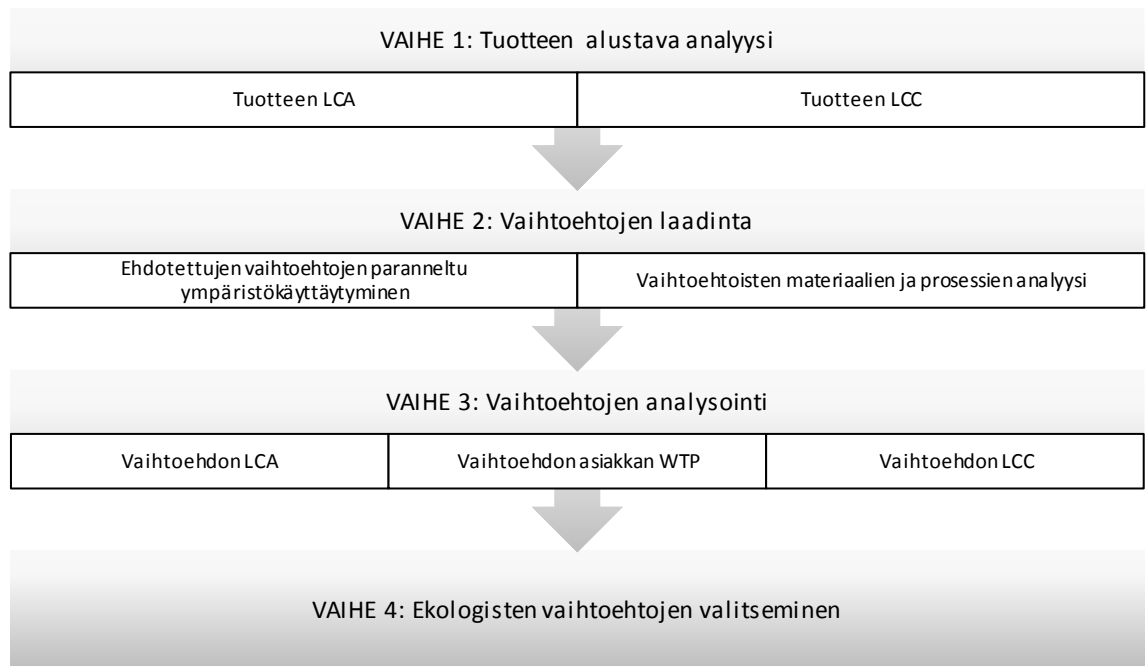 VAIHE 1: Tuotteen alustava analyysi
Tuotteen LCA
Tuotteen LCC
VAIHE 2: Vaihtoehtojen laadinta
Ehdotettujen vaihtoehtojen paranneltu
ympäristökäyttäytyminen
Vaihtoehtoisten materiaalien ja prosessien analyysi
VAIHE 3: Vaihtoehtojen analysointi
Vaihtoehdon LCA
Vaihtoehdon asiakkan WTP
Vaihtoehdon LCC
VAIHE 4: Ekologisten vaihtoehtojen valitseminen